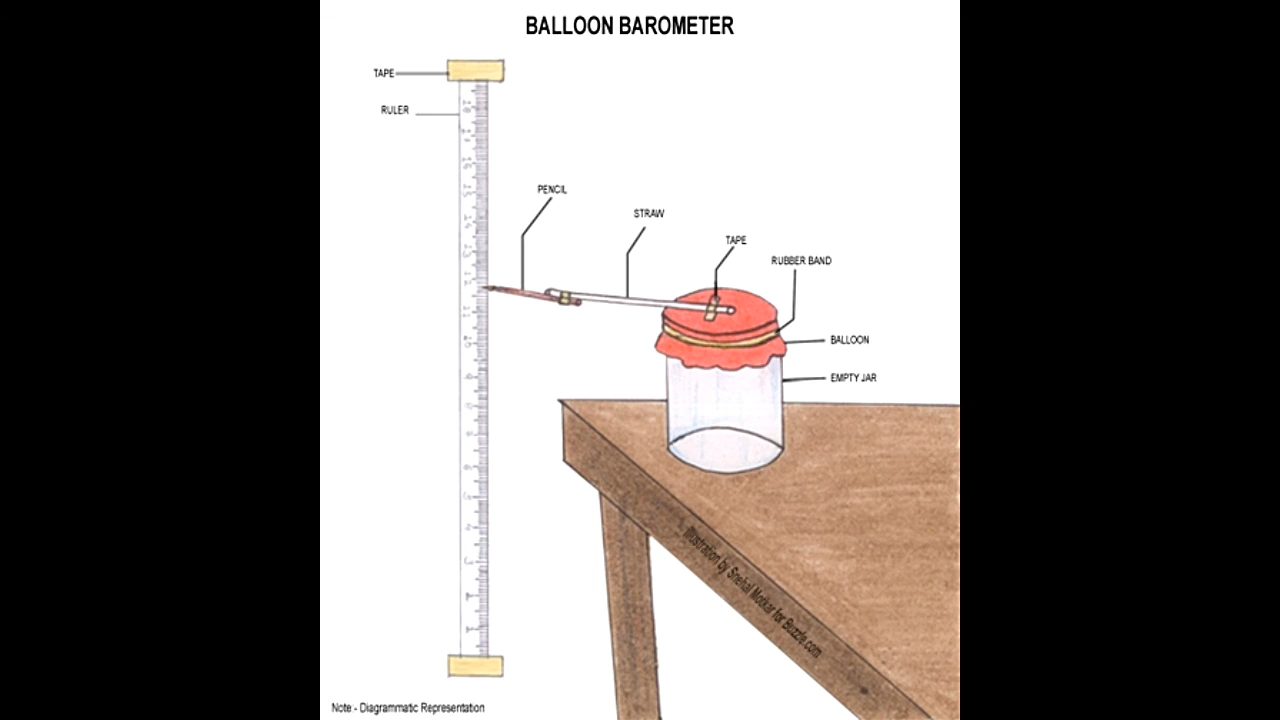 BALLOON BAROMETER
TAPE
RULER
PENCIL
STRAW
TAPE
RUBBER BAND
BALLOON
EMPTY JAR
Illustration by Snehal Motkar for Buzzle.com
Note - Diagrammatic Representation